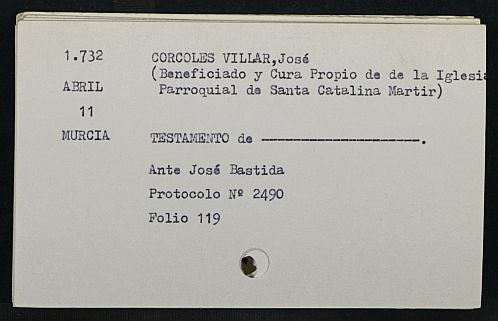 1.732 CORCOLES VILLAR,José
(Beneficiado y Cura Propio de de la Iglesia
ABRIL Parroquial de Santa Catalina Martir)
11
MURCIA TESTAMENTO de ---------------------.
Ante José Bastida
Protocolo Nº 2490
Folio 119